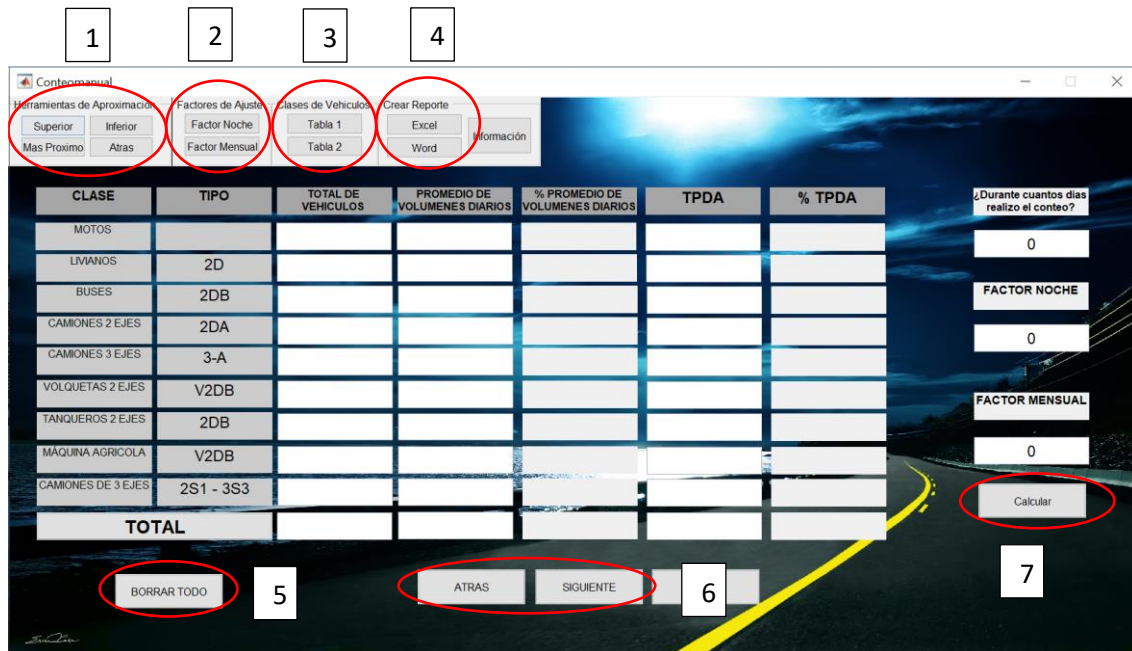 1 2 3 4
Conteomanual
Herramientas de Aproximación Factores de Ajuste Clases de Vehiculos Crear Reporte
Superior Inferior Factor Noche Tabla 1 Excel Información
Mas Proximo Atras Factor Mensual Tabla 2 Word
CLASE TIPO TOTAL DE VEHICULOS PROMEDIO DE VOLUMENES DIARIOS % PROMEDIO DE VOLUMENES DIARIOS TPDA % TPDA
¿Durante cuantos días
realizo el conteo?
MOTOS
0
LIVIANOS 2D
BUSES 2DB
FACTOR NOCHE
CAMIONES 2 EJES 2DA
0
CAMIONES 3 EJES 3-A
VOLQUETAS 2 EJES V2DB
FACTOR MENSUAL
TANQUEROS 2 EJES 2DB
MÁQUINA AGRICOLA V2DB
0
CAMIONES DE 3 EJES 2S1 - 3S3
Calcular
TOTAL
BORRAR TODO 5 ATRAS SIGUIENTE 6 7